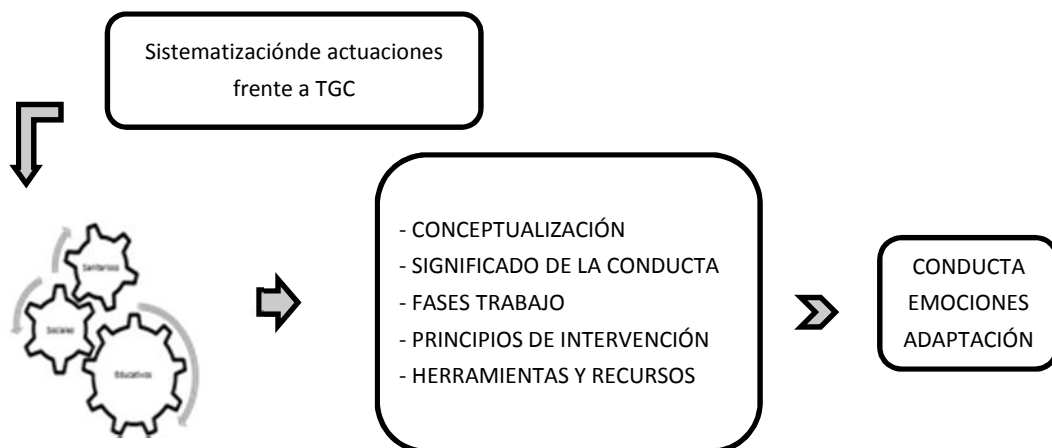 Sistematizaciónde actuaciones
frente a TGC
Sanitarios
Sociales
Educativos
- CONCEPTUALIZACIÓN
- SIGNIFICADO DE LA CONDUCTA
- FASES TRABAJO
- PRINCIPIOS DE INTERVENCIÓN
- HERRAMIENTAS Y RECURSOS
CONDUCTA
EMOCIONES
ADAPTACIÓN